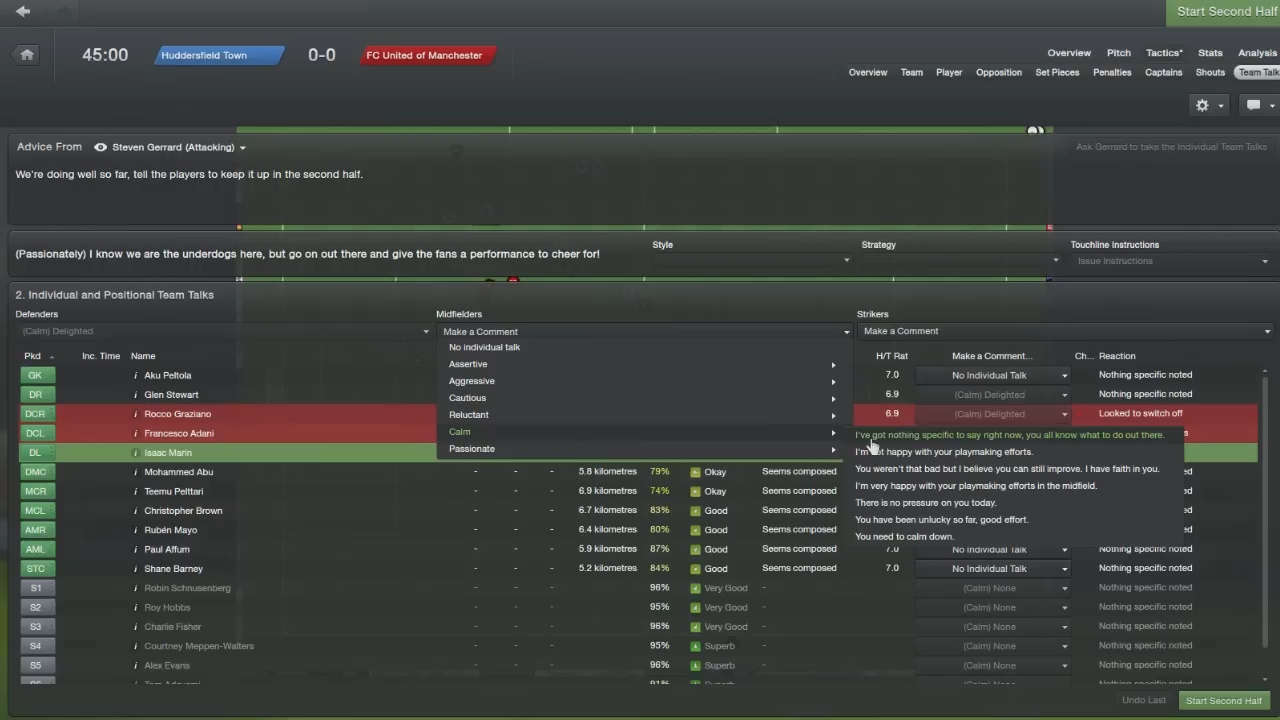 Start Second Half
45:00 Huddersfield Town 0-0 FC United of Manchester
Overview Pitch Tactics* Stats Analysis
Overview Team Player Opposition Set Pieces Penalties Captains Shouts Team Talk
Advice From Steven Gerrard (Attacking) Ask Gerrard to take the Individual Team Talks
We're doing well so far, tell the players to keep it up in the second half.
Style Strategy Touchline Instructions
(Passionately) I know we are the underdogs here, but go on out there and give the fans a performance to cheer for! Issue Instructions
2. Individual and Positional Team Talks
Defenders Midfielders Strikers
(Calm) Delighted Make a Comment Make a Comment
No individual talk
Pkd Inc. Time Name H/T Rat Make a Comment... Ch... Reaction
Assertive
GK i Aku Peltola 7.0 No Individual Talk Nothing specific noted
Aggressive
DR i Glen Stewart 6.9 (Calm) Delighted Nothing specific noted
Cautious
DCR i Rocco Graziano 6.9 (Calm) Delighted Looked to switch off
Reluctant
DCL i Francesco Adani
Calm I've got nothing specific to say right now, you all know what to do out there.
DL i Isaac Marin
Passionate happy with your playmaking efforts.
You weren't that bad but I believe you can still improve. I have faith in you.
DMC i Mohammed Abu 5.8 kilometres 79% Okay Seems composed
I'm very happy with your playmaking efforts in the midfield.
MCR i Teemu Pelttari 6.9 kilometres 74% Okay Seems composed
There is no pressure on you today.
MCL i Christopher Brown 6.7 kilometres 83% Good Seems composed
You have been unlucky so far, good effort.
AMR i Rubén Mayo 6.4 kilometres 80% Good Seems composed
You need to calm down.
AML i Paul Affum 5.9 kilometres 87% Good Seems composed 7.0 No Individual Talk Nothing specific noted
STC i Shane Barney 5.2 kilometres 84% Good Seems composed 7.0 No Individual Talk Nothing specific noted
S1 i Robin Schnusenberg - - - 96% Very Good - (Calm) None Nothing specific noted
S2 i Roy Hobbs - - - 95% Very Good - (Calm) None Nothing specific noted
S3 i Charlie Fisher - - - 96% Very Good - (Calm) None Nothing specific noted
S4 i Courtney Meppen-Walters - - - 95% Superb - (Calm) None Nothing specific noted
S5 i Alex Evans - - - 96% Superb - (Calm) None Nothing specific noted
Undo Last Start Second Half